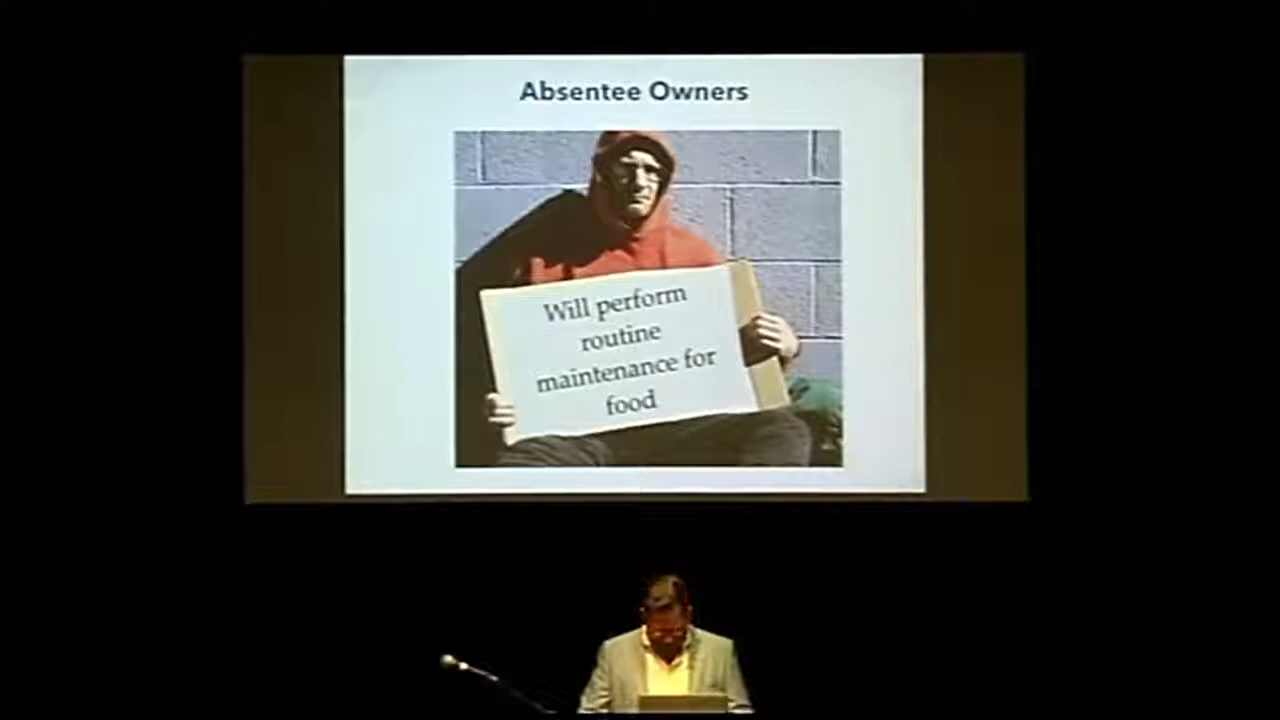 Absentee Owners
Will perform
routine
maintenance for
food